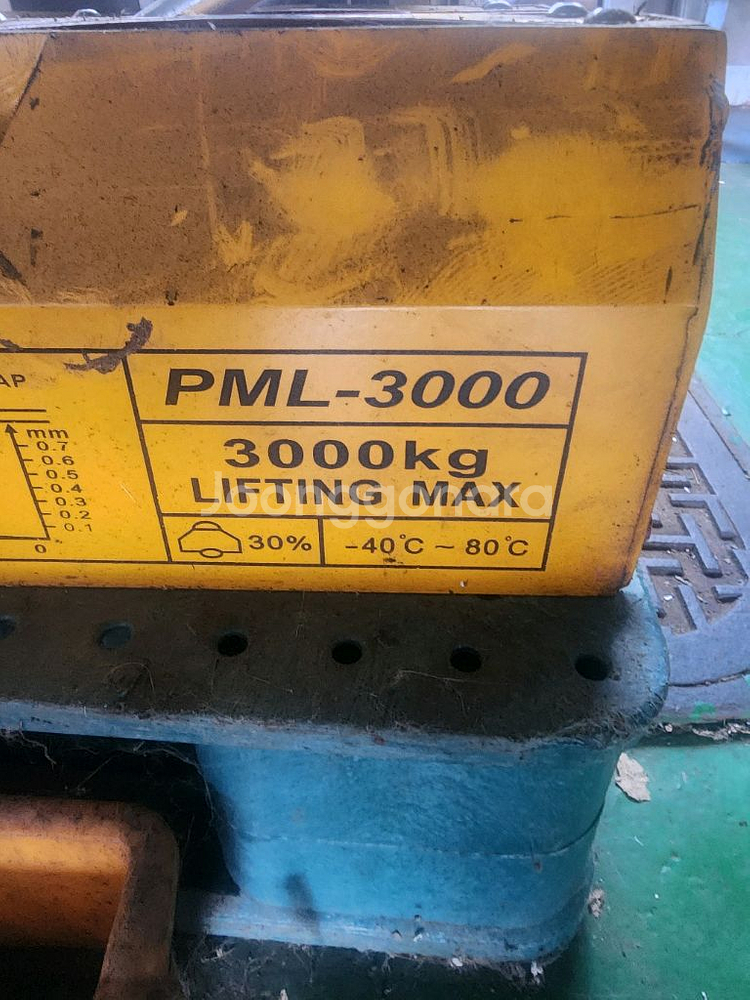 AP
mm
0.7
0.6
0.5
0.4
0.3
0.2
0.1
0
PML-3000
3000kg
LIFTING MAX
30%
-40℃ ~ 80℃
Joonggonara